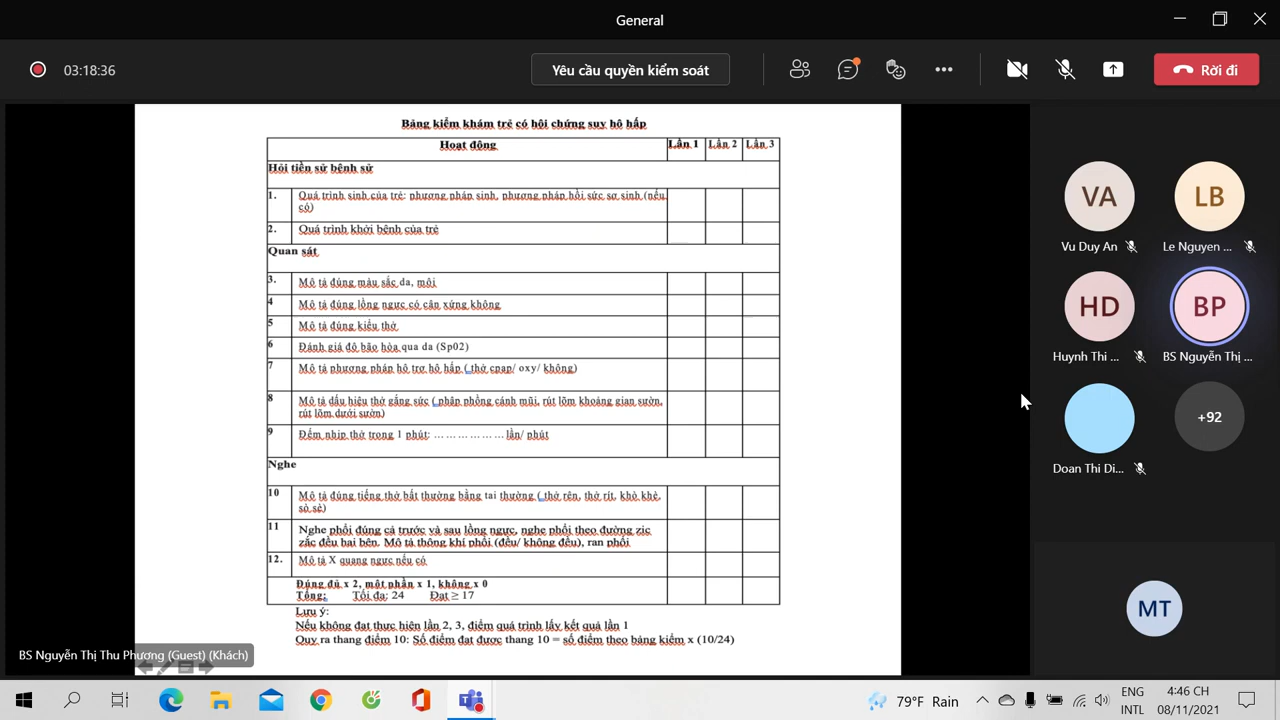 General
03:18:36
Yêu cầu quyền kiểm soát
Rời đi
Bảng kiểm khám trẻ có hội chứng suy hô hấp
Hoạt động
Lần 1
Lần 2
Lần 3
Hỏi tiền sử bệnh sử
1.
Quá trình sinh của trẻ: phương pháp sinh, phương pháp hồi sức sơ sinh (nếu
có)
2.
Quá trình khởi bệnh của trẻ
Quan sát
3.
Mô tả đúng màu sắc da, môi
4
Mô tả đúng lồng ngực có cân xứng không
5
Mô tả đúng kiểu thở
6
Đánh giá độ bão hòa qua da (Sp02)
7
Mô tả phương pháp hỗ trợ hô hấp ( thở cpap/ oxy/ không)
8
Mô tả dấu hiệu thở gắng sức ( phập phồng cánh mũi, rút lõm khoảng gian sườn,
rút lõm dưới sườn)
9
Đếm nhịp thở trong 1 phút: ……………… lần/ phút
Nghe
10
Mô tả đúng tiếng thở bất thường bằng tai thường ( thở rên, thở rít, khò khè,
sò sè)
11
Nghe phổi đúng cả trước và sau lồng ngực, nghe phổi theo đường zic
zắc đều hai bên. Mô tả thông khí phổi (đều/ không đều), ran phổi
12.
Mô tả X quang ngực nếu có
Đúng đủ x 2, một phần x 1, không x 0
Tổng: Tối đa: 24 Đạt ≥ 17
Lưu ý:
Nếu không đạt thực hiện lần 2, 3, điểm quá trình lấy kết quả lần 1
Quy ra thang điểm 10: Số điểm đạt được thang 10 = số điểm theo bảng kiểm x (10/24)
BS Nguyễn Thị Thu Phương (Guest) (Khách)
VA
LB
Vu Duy An
Le Nguyen ...
HD
BP
Huynh Thi ...
BS Nguyễn Thị ...
+92
Doan Thi Di...
MT
79°F Rain
ENG
INTL
4:46 CH
08/11/2021